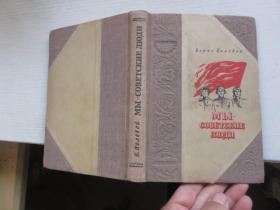 Б. Полевой МЫ-СОВЕТСКИЕ ЛЮДИ
Борис Полевой
МЫ-
СОВЕТСКИЕ
ЛЮДИ